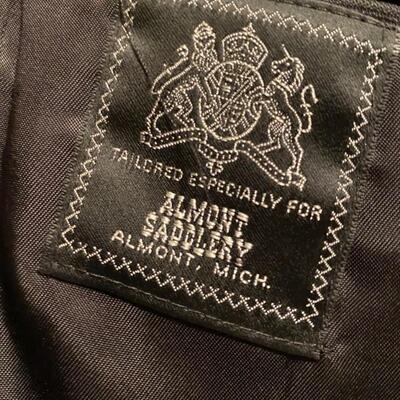 TAILORED ESPECIALLY FOR
ALMONT
SADDLERY
ALMONT, MICH.